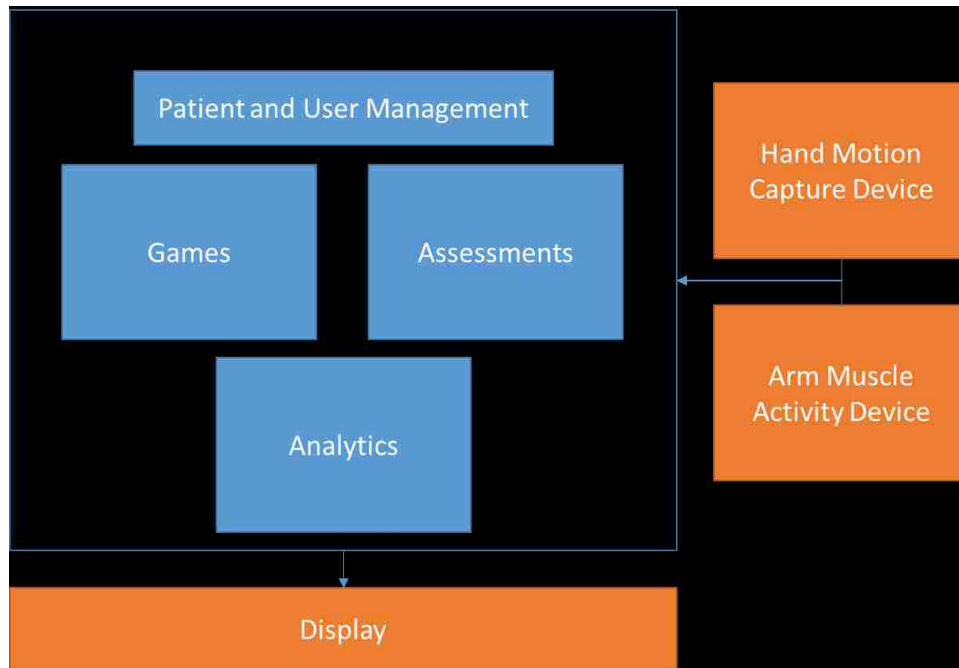 Patient and User Management
Games
Assessments
Analytics
Hand Motion
Capture Device
Arm Muscle
Activity Device
Display